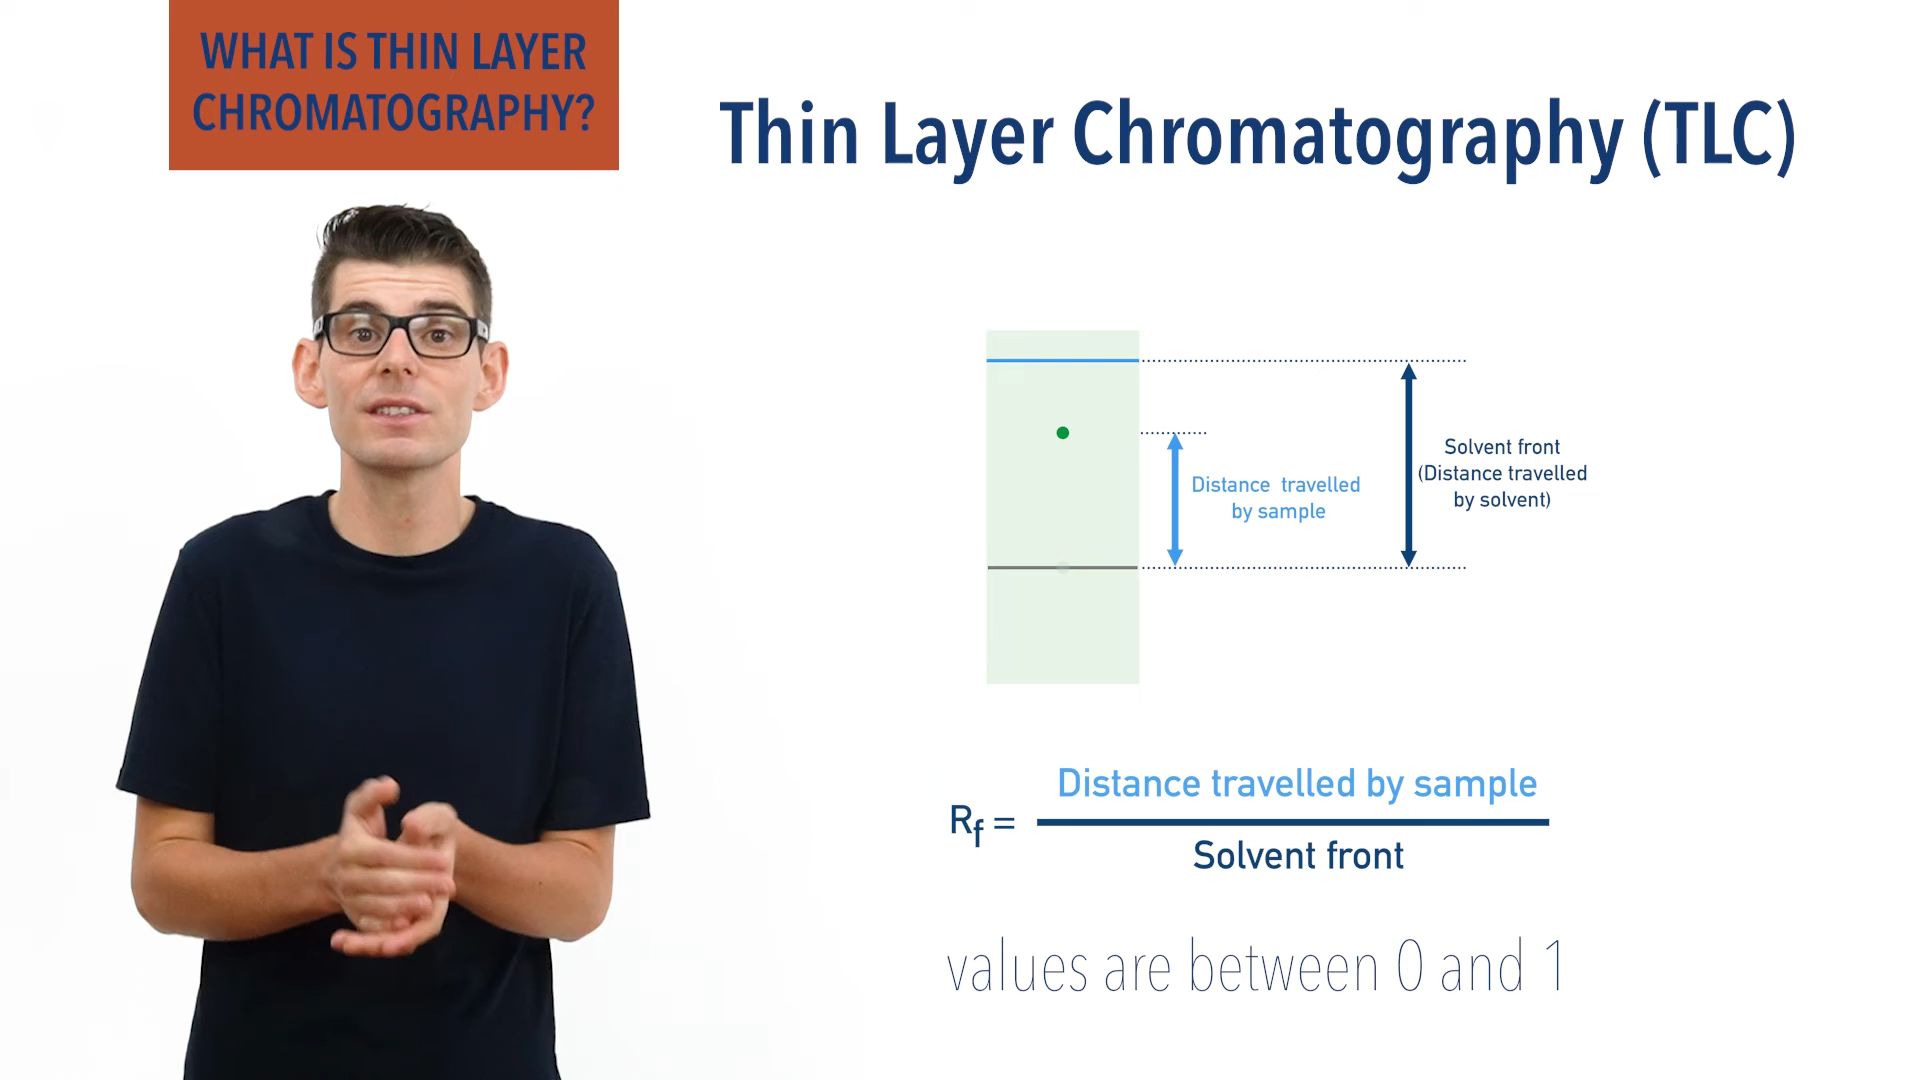 WHAT IS THIN LAYER
CHROMATOGRAPHY?
Thin Layer Chromatography (TLC)
Distance travelled
by sample
Solvent front
(Distance travelled
by solvent)
Rf = Distance travelled by sample
Solvent front
values are between 0 and 1